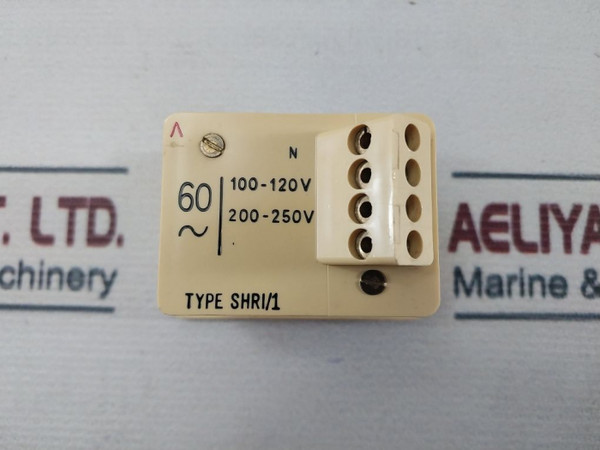 Λ
N
60 100-120V
~ 200-250V
TYPE SHRI/1
T. LTD. AELIYA
chinery Marine &